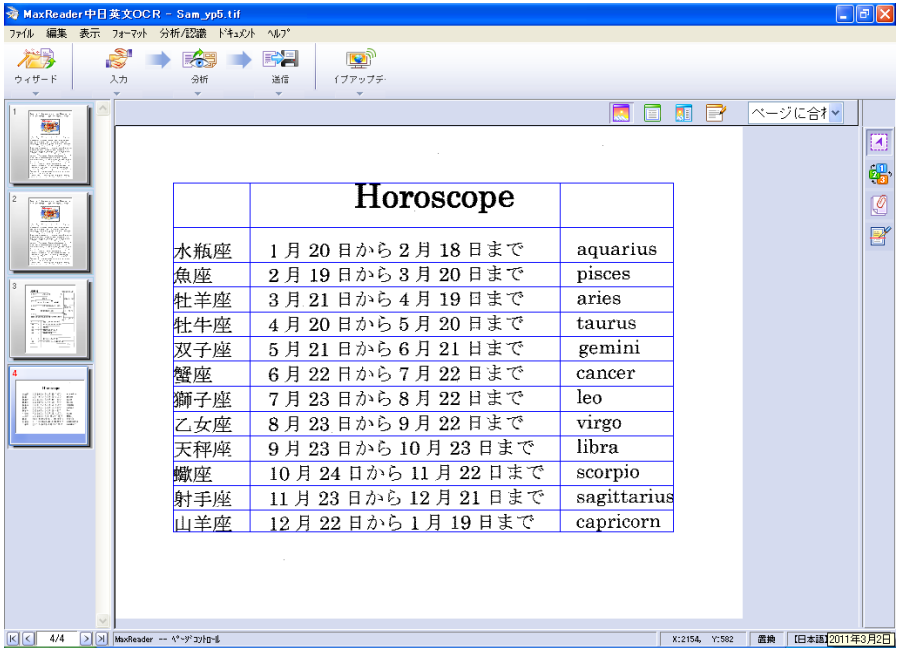 MaxReader中日英文OCR - Sam_yp5.tif
ファイル 編集 表示 フォーマット 分析/認識 ドキュメント ヘルプ
ウィザード 入力 分析 送信 イブアップデ-
ページに合わ
1
2
3
4
Horoscope
水瓶座 1月20日から2月18日まで aquarius
魚座 2月19日から3月20日まで pisces
牡羊座 3月21日から4月19日まで aries
牡牛座 4月20日から5月20日まで taurus
双子座 5月21日から6月21日まで gemini
蟹座 6月22日から7月22日まで cancer
獅子座 7月23日から8月22日まで leo
乙女座 8月23日から9月22日まで virgo
天秤座 9月23日から10月23日まで libra
蠍座 10月24日から11月22日まで scorpio
射手座 11月23日から12月21日まで sagittarius
山羊座 12月22日から1月19日まで capricorn
4/4 MaxReader -- ページコントロール X:2154, Y:582 置換 [日本語] 2011年3月2日